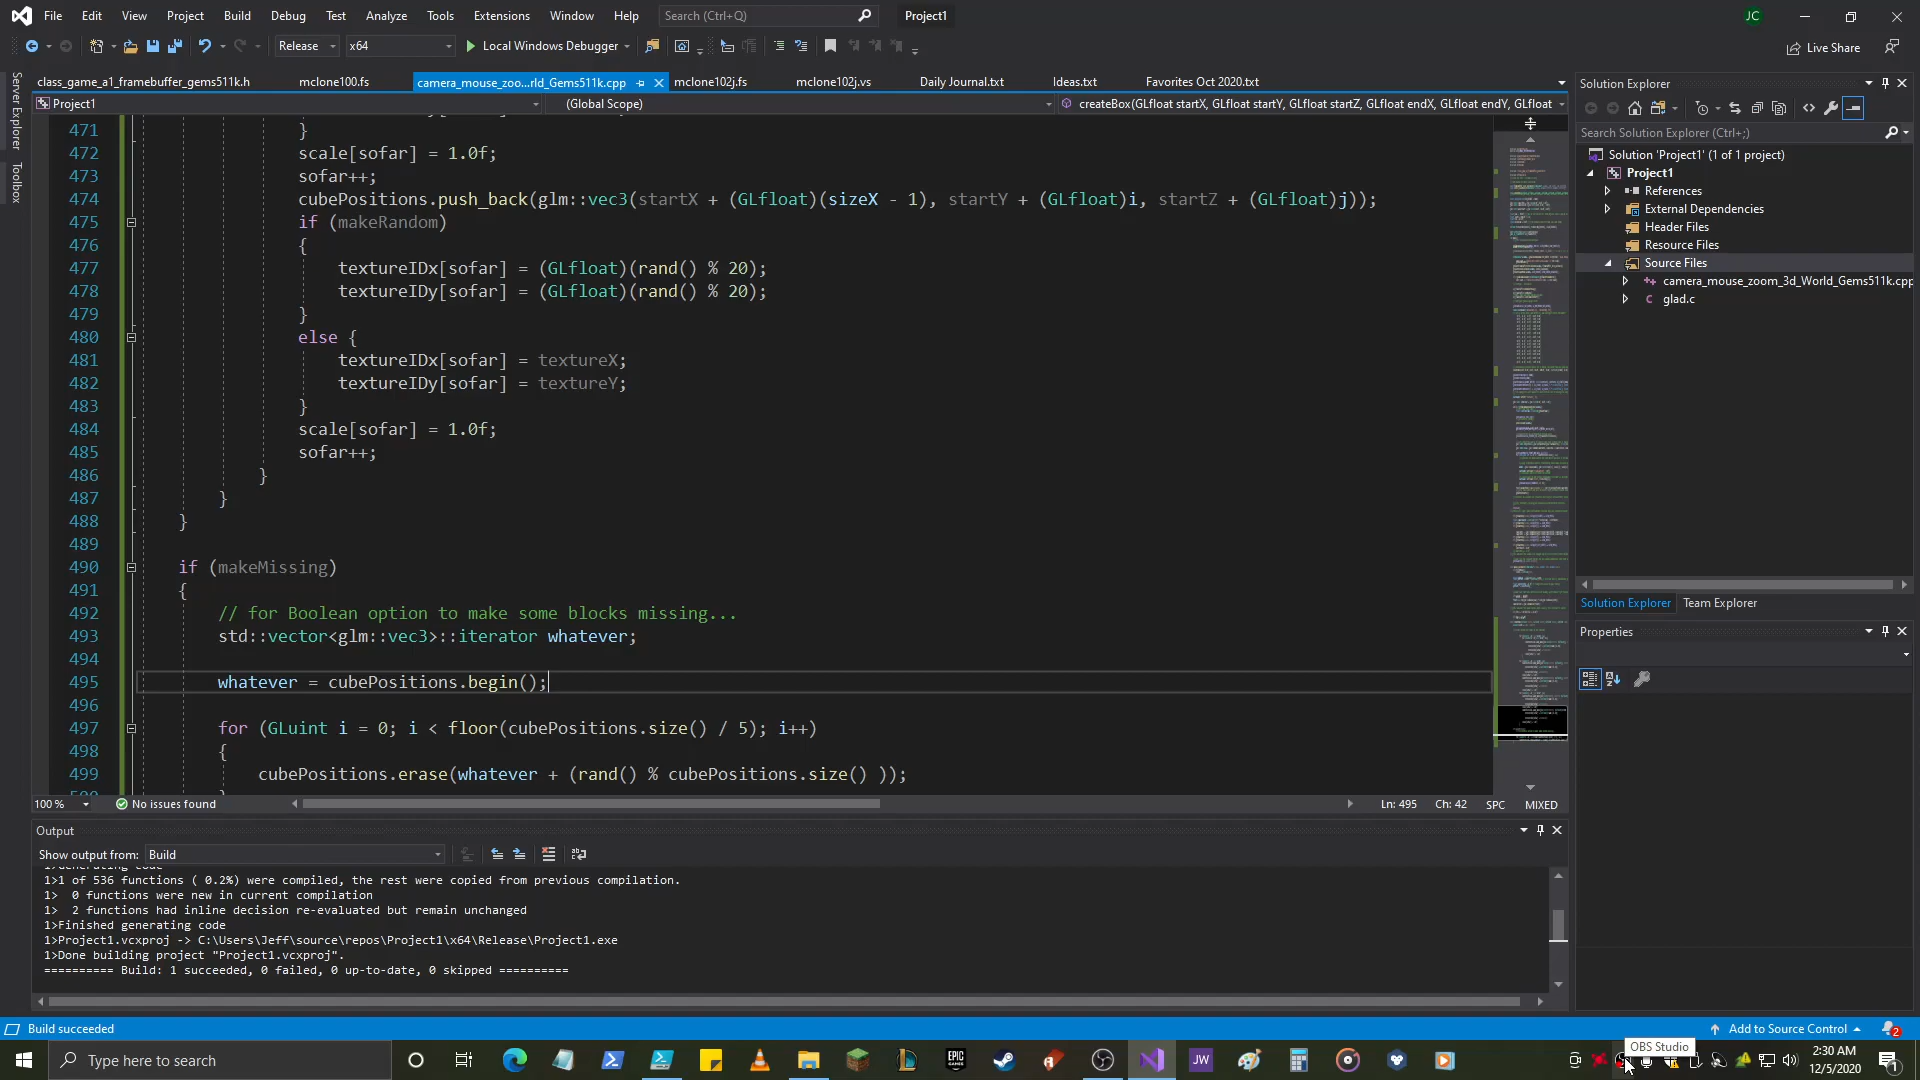 File Edit View Project Build Debug Test Analyze Tools Extensions Window Help Search (Ctrl+Q) Project1 JC
Release x64 Local Windows Debugger Live Share
class_game_a1_framebuffer_gems511k.h mclone100.fs camera_mouse_zoo...rld_Gems511k.cpp mclone102j.fs mclone102j.vs Daily Journal.txt Ideas.txt Favorites Oct 2020.txt
Project1 (Global Scope) createBox(GLfloat startX, GLfloat startY, GLfloat startZ, GLfloat endX, GLfloat endY, GLfloat
Server Explorer
Toolbox
471 }
472 scale[sofar] = 1.0f;
473 sofar++;
474 cubePositions.push_back(glm::vec3(startX + (GLfloat)(sizeX - 1), startY + (GLfloat)i, startZ + (GLfloat)j));
475 if (makeRandom)
476 {
477 textureIDx[sofar] = (GLfloat)(rand() % 20);
478 textureIDy[sofar] = (GLfloat)(rand() % 20);
479 }
480 else {
481 textureIDx[sofar] = textureX;
482 textureIDy[sofar] = textureY;
483 }
484 scale[sofar] = 1.0f;
485 sofar++;
486 }
487 }
488 }
489
490 if (makeMissing)
491 {
492 // for Boolean option to make some blocks missing...
493 std::vector<glm::vec3>::iterator whatever;
494
495 whatever = cubePositions.begin();
496
497 for (GLuint i = 0; i < floor(cubePositions.size() / 5); i++)
498 {
499 cubePositions.erase(whatever + (rand() % cubePositions.size() ));
100 % No issues found Ln: 495 Ch: 42 SPC MIXED
Output
Show output from: Build
1>Generating code
1>1 of 536 functions ( 0.2%) were compiled, the rest were copied from previous compilation.
1> 0 functions were new in current compilation
1> 2 functions had inline decision re-evaluated but remain unchanged
1>Finished generating code
1>Project1.vcxproj -> C:\Users\Jeff\source\repos\Project1\x64\Release\Project1.exe
1>Done building project "Project1.vcxproj".
========== Build: 1 succeeded, 0 failed, 0 up-to-date, 0 skipped ==========
Solution Explorer
Search Solution Explorer (Ctrl+;)
Solution 'Project1' (1 of 1 project)
Project1
References
External Dependencies
Header Files
Resource Files
Source Files
camera_mouse_zoom_3d_World_Gems511k.cpp
glad.c
Solution Explorer Team Explorer
Properties
Build succeeded Add to Source Control 2
OBS Studio
Type here to search EPIC GAMES JW 2:30 AM
12/5/2020 1